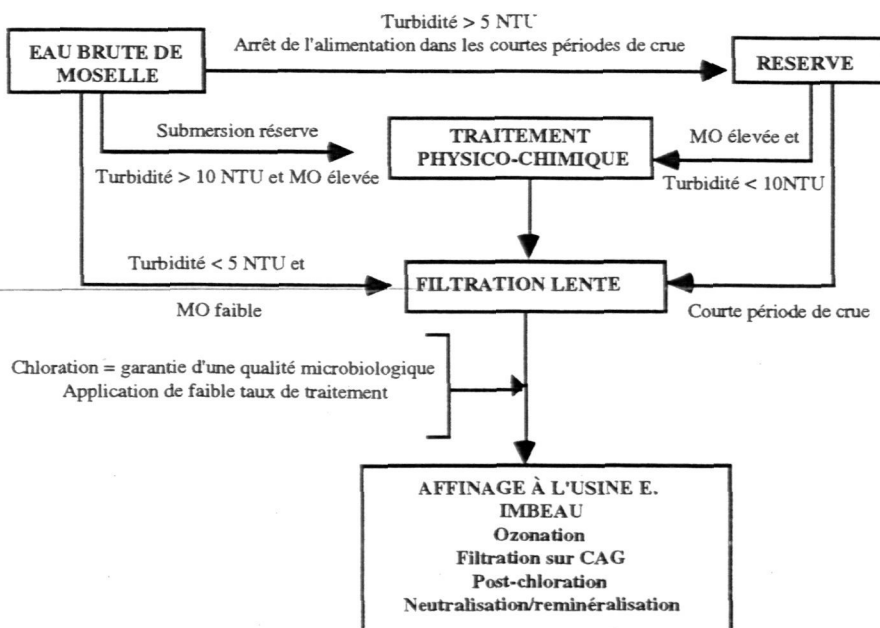 Turbidité > 5 NTU
Arrêt de l'alimentation dans les courtes périodes de crue
EAU BRUTE DE
MOSELLE
RESERVE
Submersion réserve
Turbidité > 10 NTU et MO élevée
TRAITEMENT
PHYSICO-CHIMIQUE
MO élevée et
Turbidité < 10NTU
Turbidité < 5 NTU et
MO faible
FILTRATION LENTE
Courte période de crue
Chloration = garantie d'une qualité microbiologique
Application de faible taux de traitement
AFFINAGE À L'USINE E.
IMBEAU
Ozonation
Filtration sur CAG
Post-chloration
Neutralisation/reminéralisation